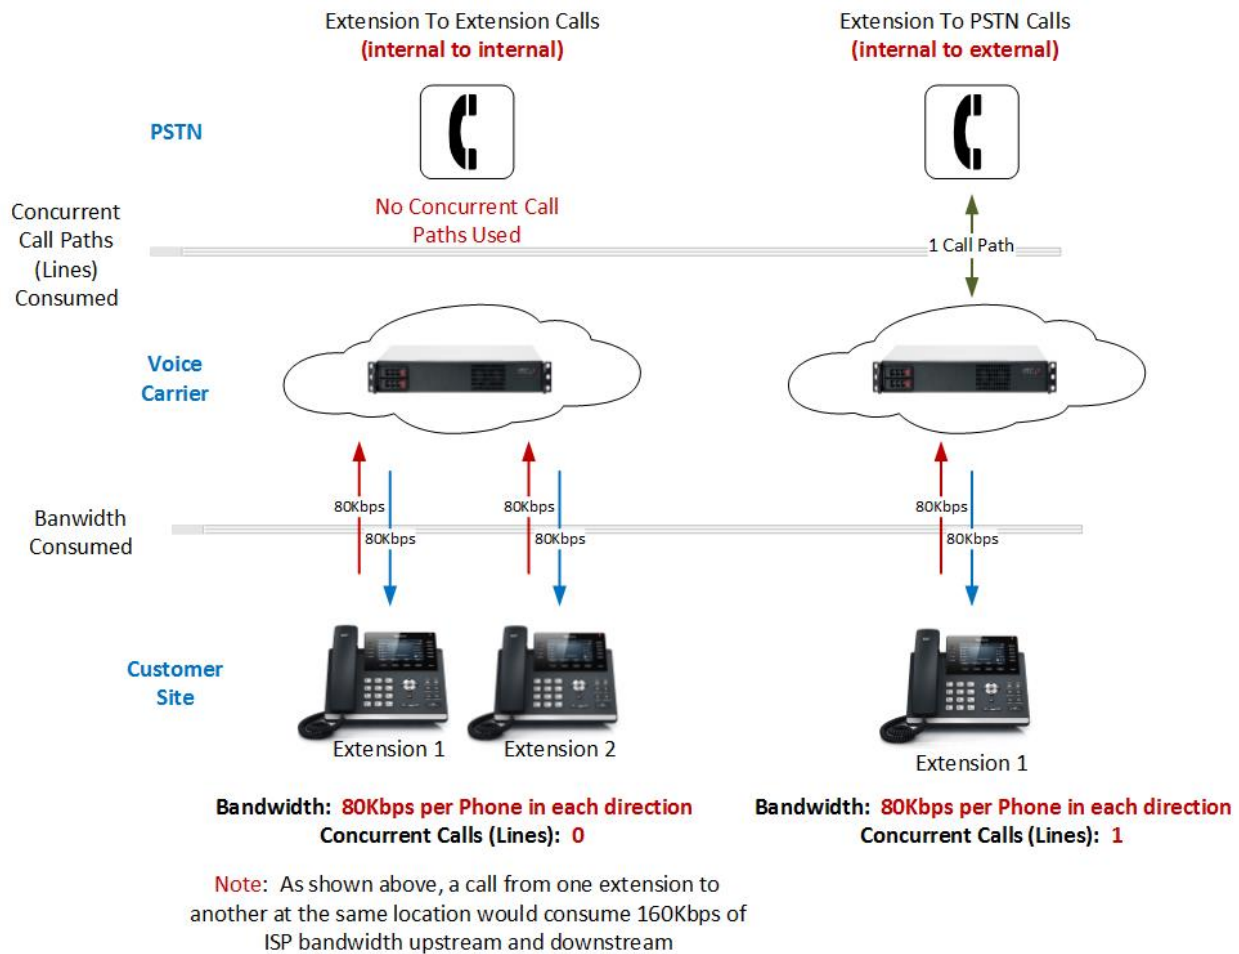 Extension To Extension Calls
(internal to internal)
Extension To PSTN Calls
(internal to external)
PSTN
No Concurrent Call
Paths Used
Concurrent
Call Paths
(Lines)
Consumed
1 Call Path
Voice
Carrier
80Kbps
80Kbps
80Kbps
80Kbps
80Kbps
80Kbps
Banwidth
Consumed
Customer
Site
Extension 1
Extension 2
Extension 1
Bandwidth: 80Kbps per Phone in each direction
Concurrent Calls (Lines): 0
Bandwidth: 80Kbps per Phone in each direction
Concurrent Calls (Lines): 1
Note: As shown above, a call from one extension to
another at the same location would consume 160Kbps of
ISP bandwidth upstream and downstream